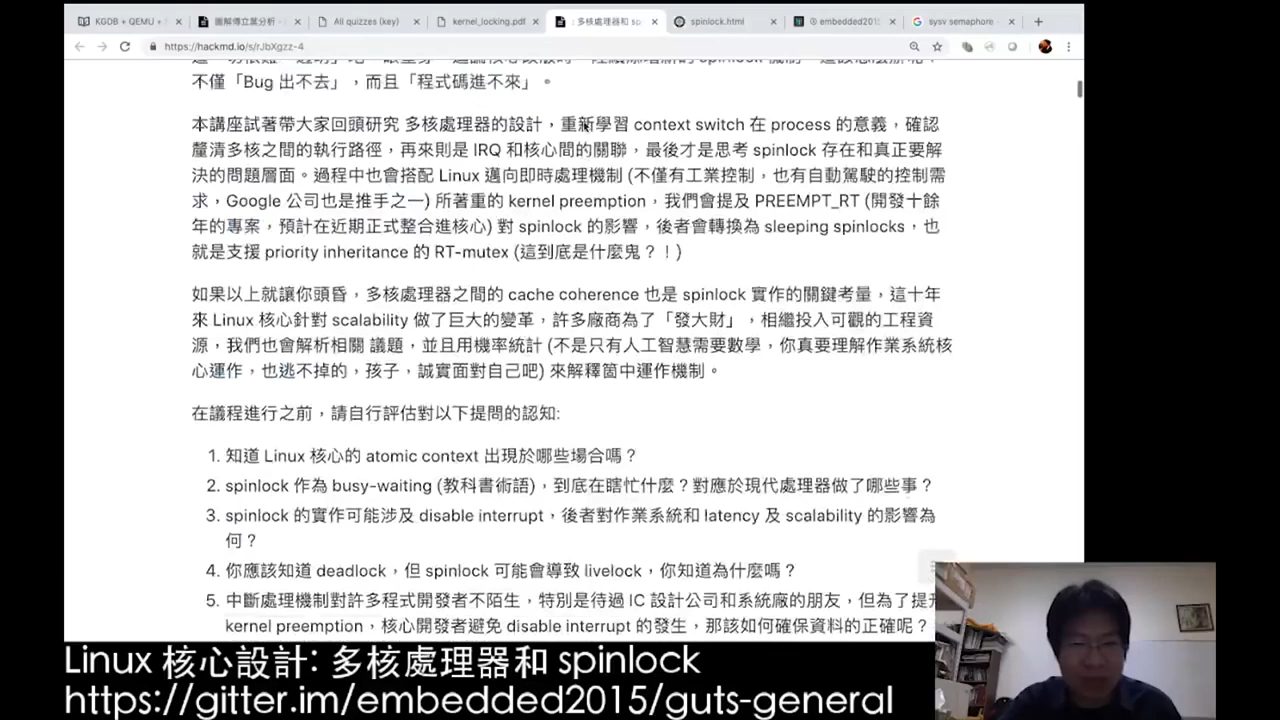 KGDB + QEMU +
圖解傅立葉分析 -
All quizzes (key)
kernel_locking.pdf
: 多核處理器和 sp
spinlock.html
embedded2015
sysv semaphore
https://hackmd.io/s/rJbXgzz-4
不僅「Bug 出不去」，而且「程式碼進不來」。
本講座試著帶大家回頭研究 多核處理器的設計，重新學習 context switch 在 process 的意義，確認
釐清多核之間的執行路徑，再來則是 IRQ 和核心間的關聯，最後才是思考 spinlock 存在和真正要解
決的問題層面。過程中也會搭配 Linux 邁向即時處理機制 (不僅有工業控制，也有自動駕駛的控制需
求，Google 公司也是推手之一) 所著重的 kernel preemption，我們會提及 PREEMPT_RT (開發十餘
年的專案，預計在近期正式整合進核心) 對 spinlock 的影響，後者會轉換為 sleeping spinlocks，也
就是支援 priority inheritance 的 RT-mutex (這到底是什麼鬼？！)
如果以上就讓你頭昏，多核處理器之間的 cache coherence 也是 spinlock 實作的關鍵考量，這十年
來 Linux 核心針對 scalability 做了巨大的變革，許多廠商為了「發大財」，相繼投入可觀的工程資
源，我們也會解析相關 議題，並且用機率統計 (不是只有人工智慧需要數學，你真要理解作業系統核
心運作，也逃不掉的，孩子，誠實面對自己吧) 來解釋箇中運作機制。
在議程進行之前，請自行評估對以下提問的認知:
1. 知道 Linux 核心的 atomic context 出現於哪些場合嗎？
2. spinlock 作為 busy-waiting (教科書術語)，到底在瞎忙什麼？對應於現代處理器做了哪些事？
3. spinlock 的實作可能涉及 disable interrupt，後者對作業系統和 latency 及 scalability 的影響為
何？
4. 你應該知道 deadlock，但 spinlock 可能會導致 livelock，你知道為什麼嗎？
5. 中斷處理機制對許多程式開發者不陌生，特別是待過 IC 設計公司和系統廠的朋友，但為了提升
kernel preemption，核心開發者避免 disable interrupt 的發生，那該如何確保資料的正確呢？
Linux 核心設計: 多核處理器和 spinlock
https://gitter.im/embedded2015/guts-general